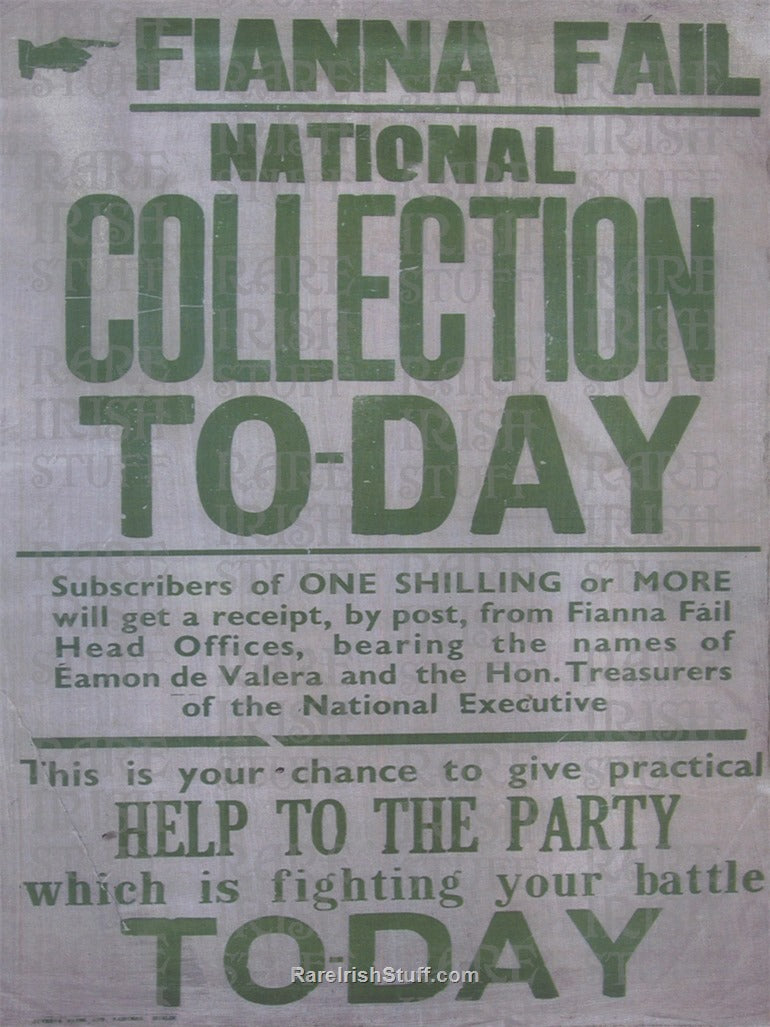 FIANNA FAIL
NATIONAL
COLLECTION
TO-DAY
Subscribers of ONE SHILLING or MORE
will get a receipt, by post, from Fianna Fáil
Head Offices, bearing the names of
Éamon de Valera and the Hon. Treasurers
of the National Executive
This is your chance to give practical
HELP TO THE PARTY
which is fighting your battle
TO-DAY
RareIrishStuff.com
RARE
IRISH
STUFF